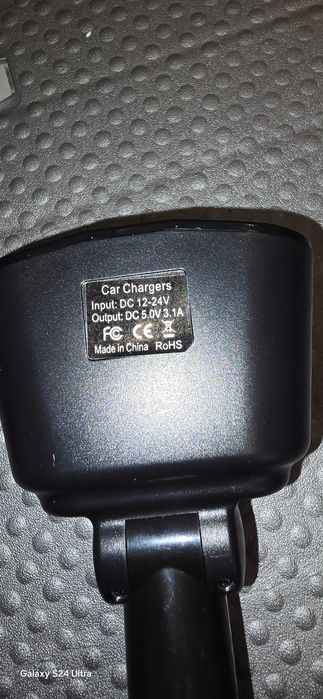 Car Chargers
Input: DC 12-24V
Output: DC 5.0V 3.1A
FC CE
Made in China RoHS
Galaxy S24 Ultra